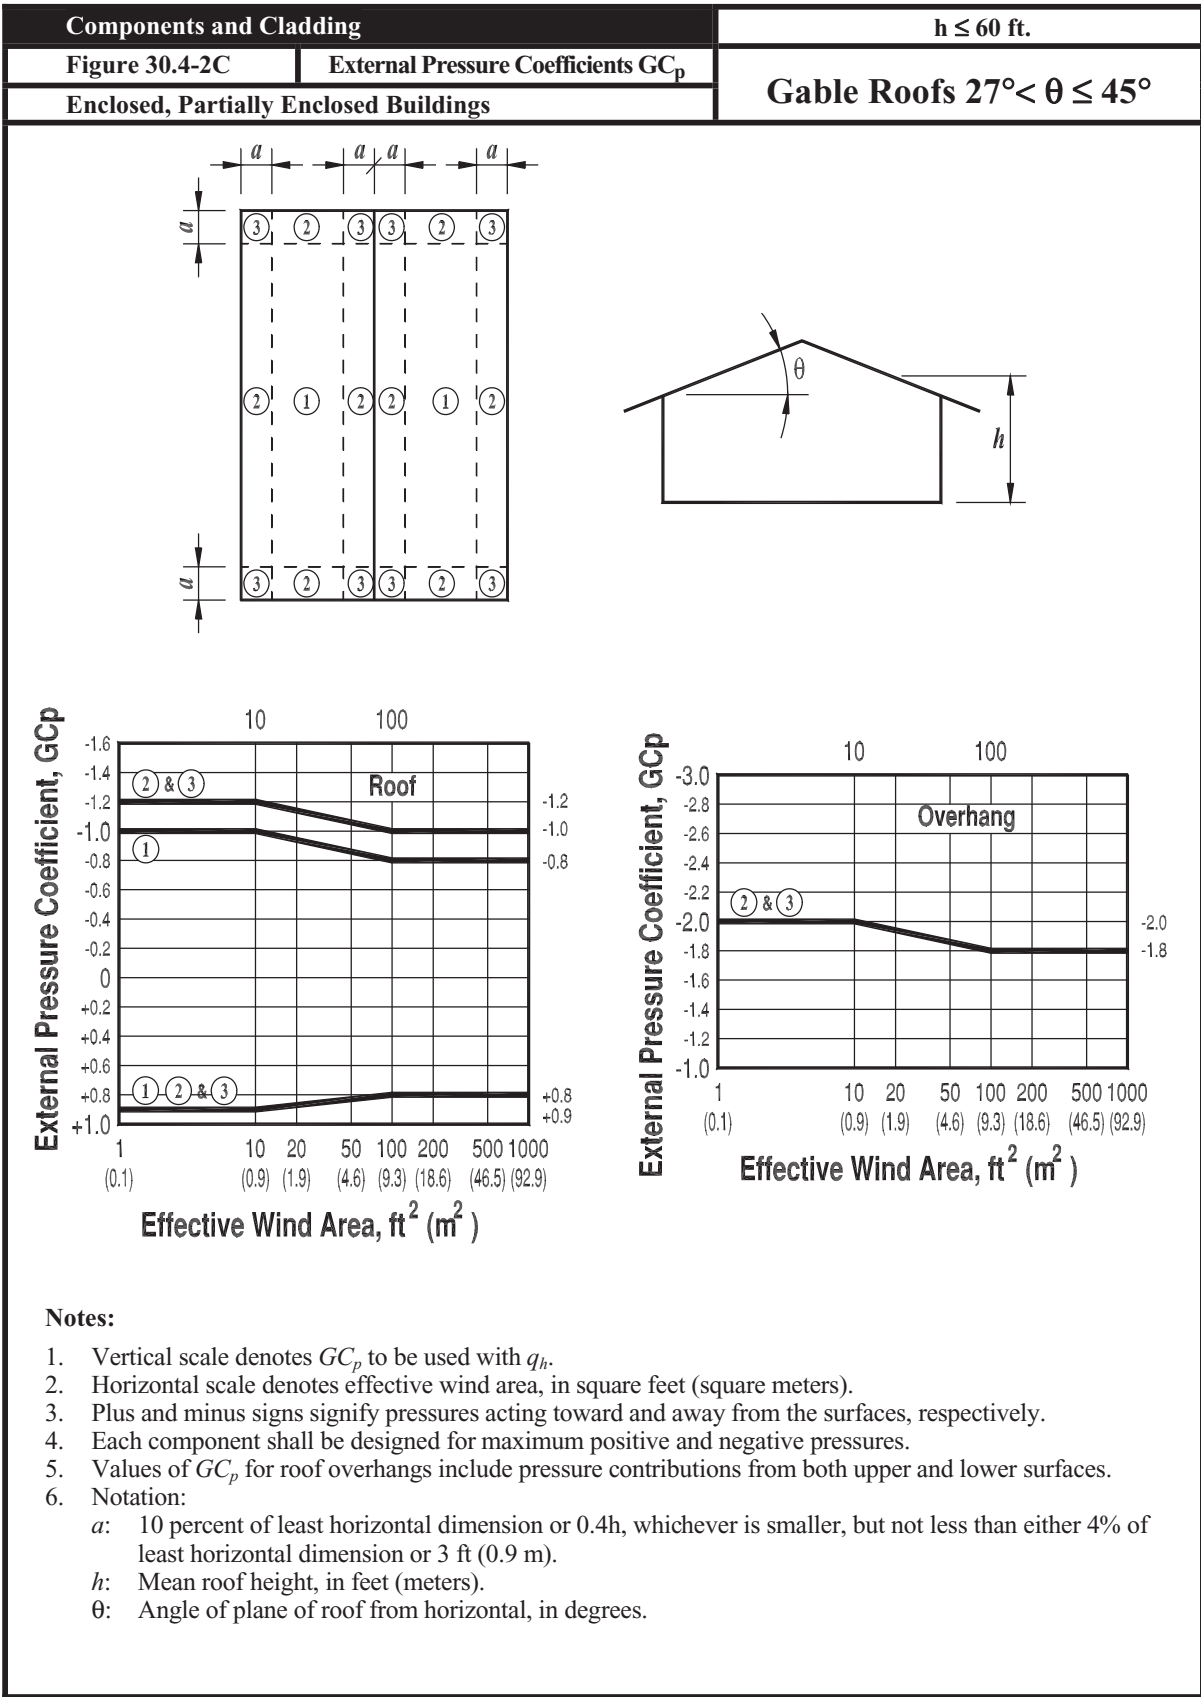 Components and Cladding
h ≤ 60 ft.
Figure 30.4-2C
External Pressure Coefficients GCp
Gable Roofs 27°< θ ≤ 45°
Enclosed, Partially Enclosed Buildings
a a a a
a
3 2 3 3 2 3
2 1 2 2 1 2
a
3 2 3 3 2 3
θ
h
External Pressure Coefficient, GCp
10 100
-1.6
-1.4
-1.2
-1.0
-0.8
-0.6
-0.4
-0.2
0
+0.2
+0.4
+0.6
+0.8
+1.0
Roof
2 & 3
1
1 2 & 3
-1.2
-1.0
-0.8
+0.8
+0.9
1 10 20 50 100 200 500 1000
(0.1) (0.9) (1.9) (4.6) (9.3) (18.6) (46.5) (92.9)
Effective Wind Area, ft² (m² )
External Pressure Coefficient, GCp
10 100
-3.0
-2.8
-2.6
-2.4
-2.2
-2.0
-1.8
-1.6
-1.4
-1.2
-1.0
Overhang
2 & 3
-2.0
-1.8
1 10 20 50 100 200 500 1000
(0.1) (0.9) (1.9) (4.6) (9.3) (18.6) (46.5) (92.9)
Effective Wind Area, ft² (m² )
Notes:
1. Vertical scale denotes GCp to be used with qh.
2. Horizontal scale denotes effective wind area, in square feet (square meters).
3. Plus and minus signs signify pressures acting toward and away from the surfaces, respectively.
4. Each component shall be designed for maximum positive and negative pressures.
5. Values of GCp for roof overhangs include pressure contributions from both upper and lower surfaces.
6. Notation:
a: 10 percent of least horizontal dimension or 0.4h, whichever is smaller, but not less than either 4% of
least horizontal dimension or 3 ft (0.9 m).
h: Mean roof height, in feet (meters).
θ: Angle of plane of roof from horizontal, in degrees.